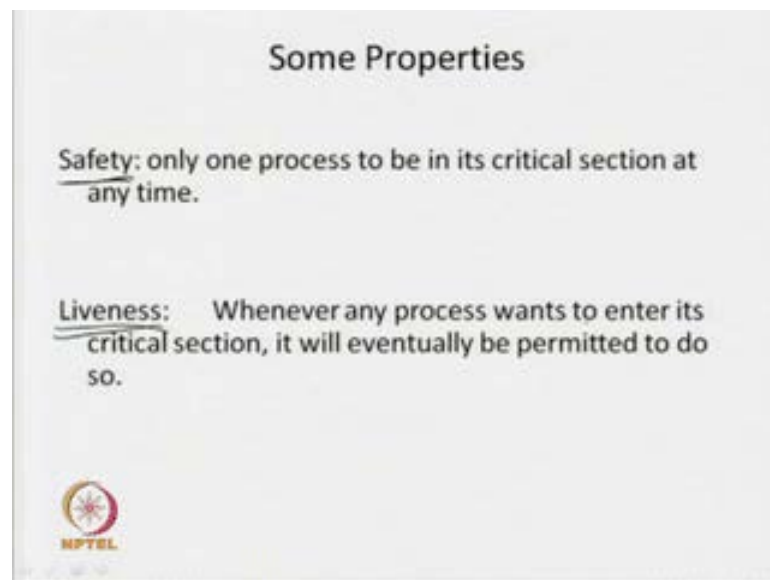 Some Properties
Safety: only one process to be in its critical section at
any time.
Liveness: Whenever any process wants to enter its
critical section, it will eventually be permitted to do
so.
NPTEL